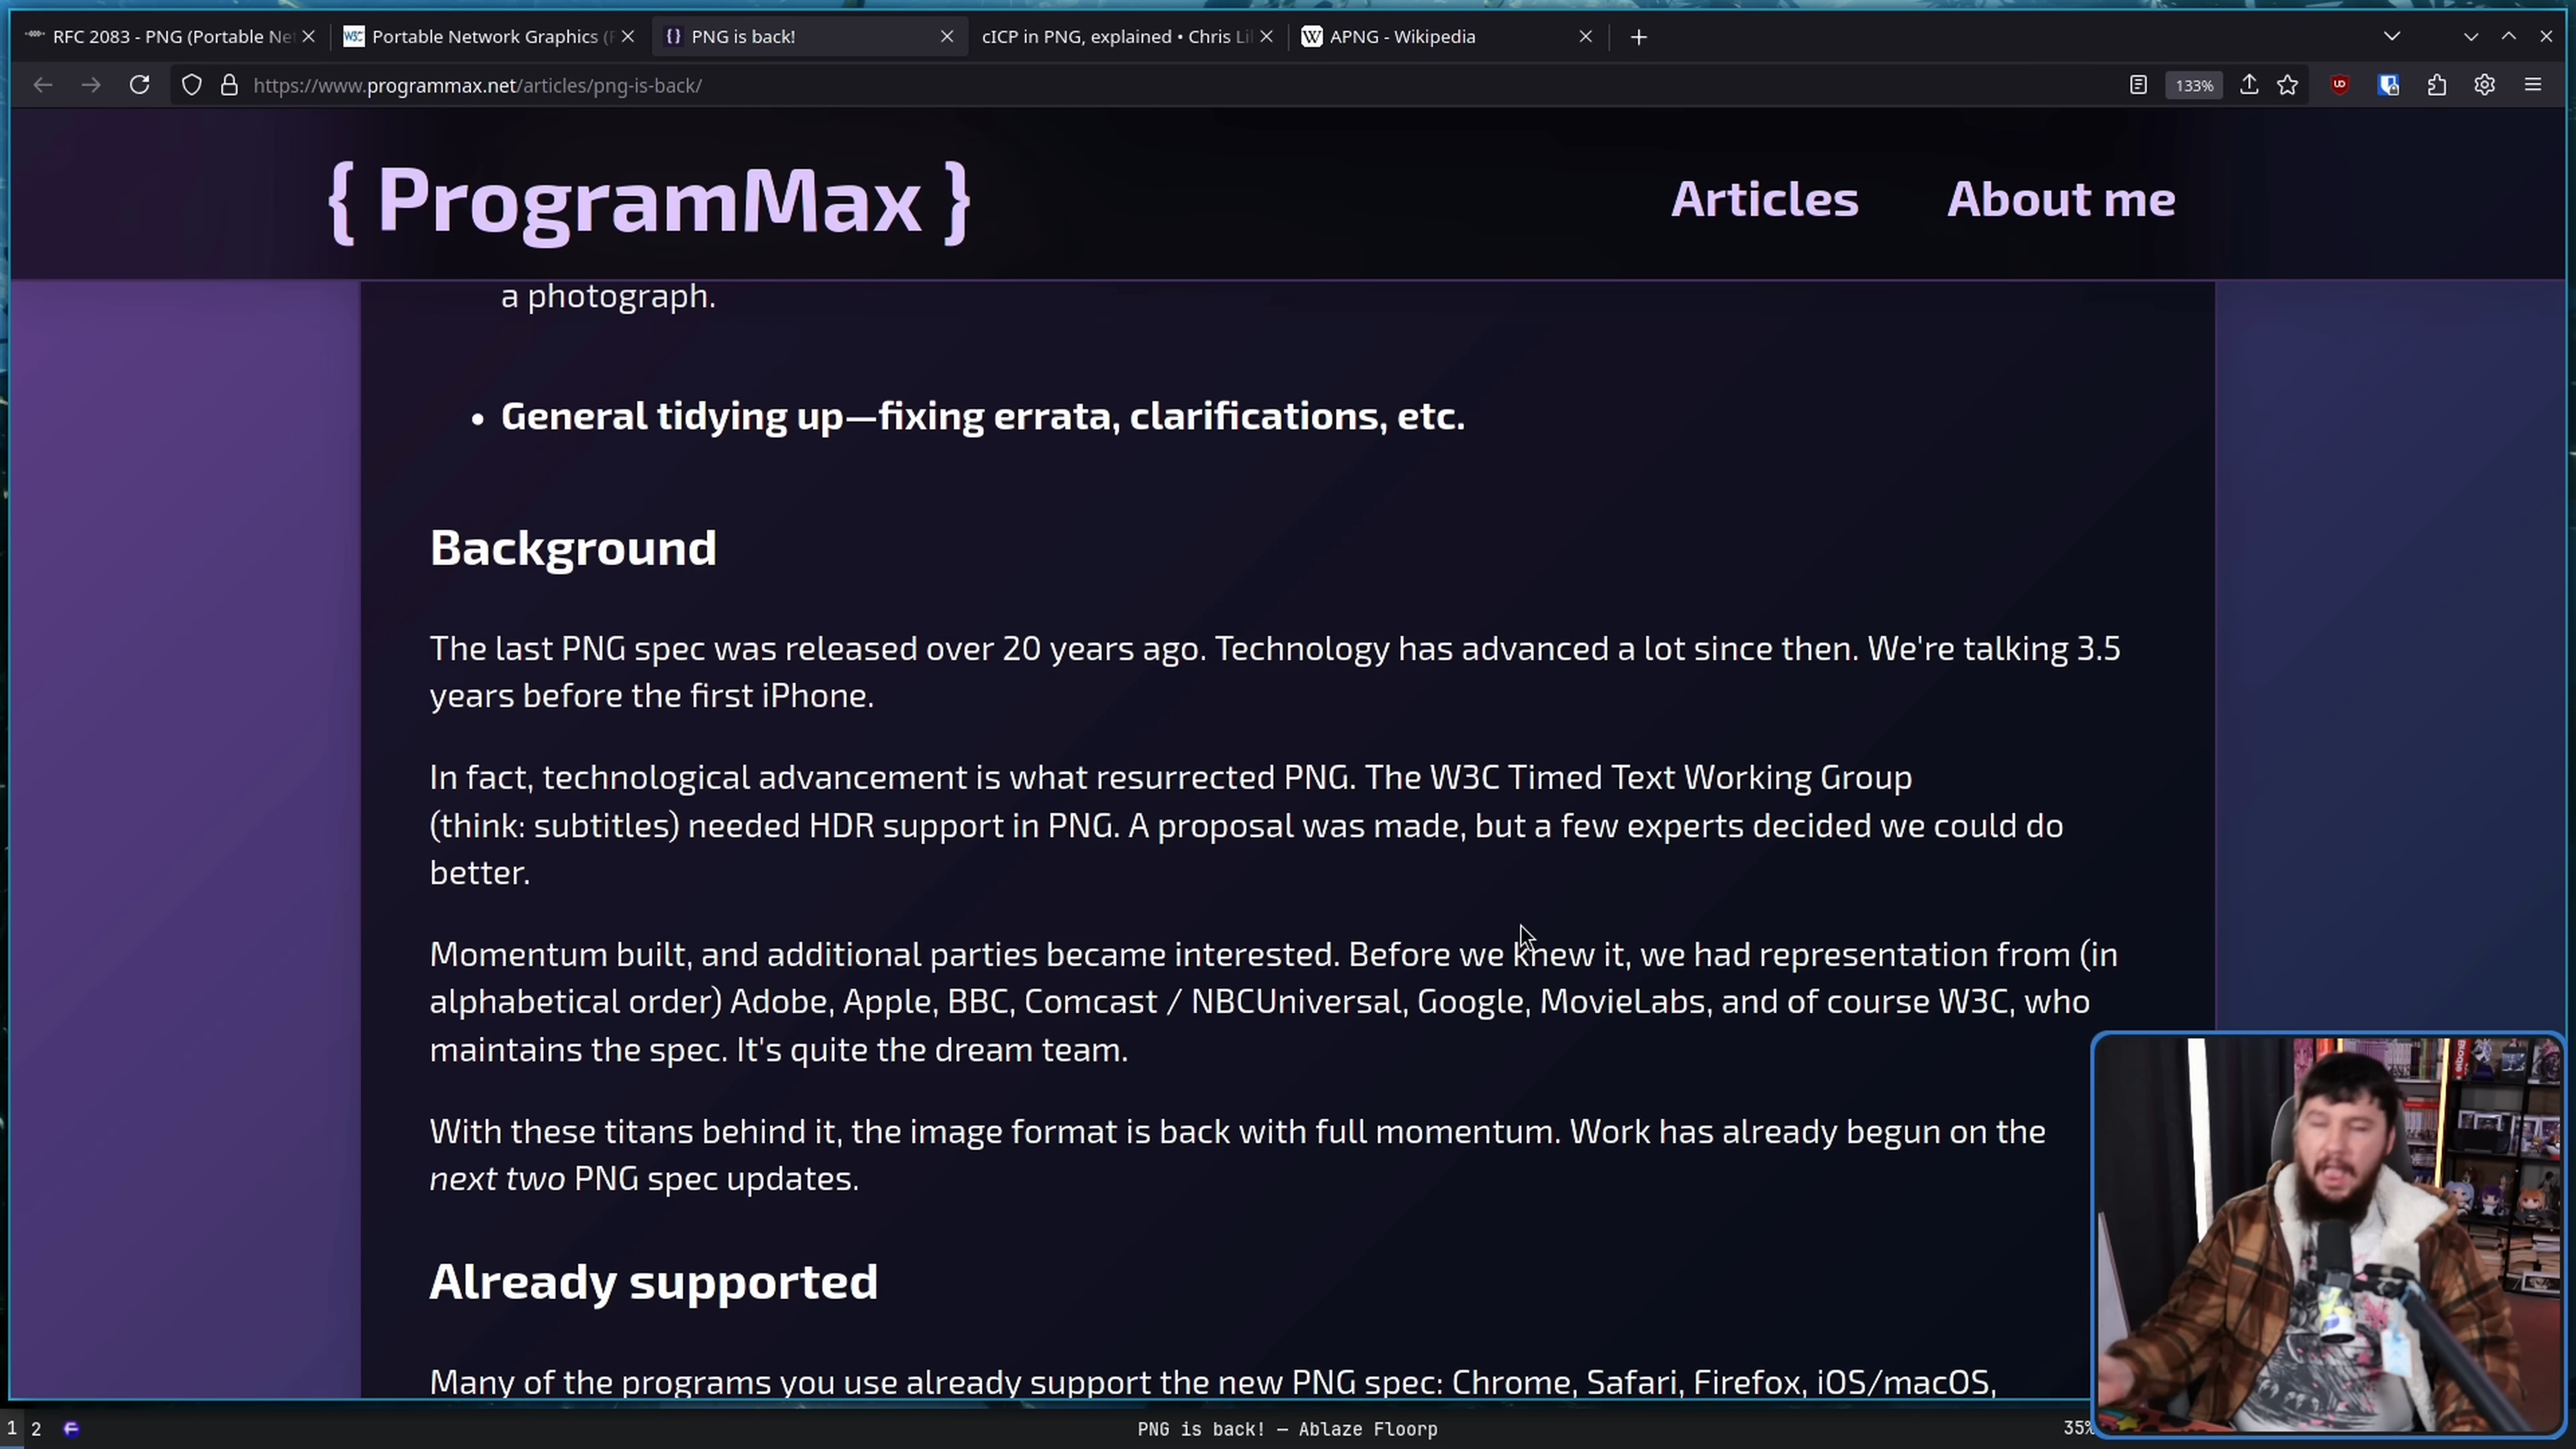 RFC 2083 - PNG (Portable Ne
Portable Network Graphics (
PNG is back!
cICP in PNG, explained • Chris Li
APNG - Wikipedia
https://www.programmax.net/articles/png-is-back/
133%
{ ProgramMax }
Articles
About me
a photograph.
• General tidying up—fixing errata, clarifications, etc.
Background
The last PNG spec was released over 20 years ago. Technology has advanced a lot since then. We're talking 3.5
years before the first iPhone.
In fact, technological advancement is what resurrected PNG. The W3C Timed Text Working Group
(think: subtitles) needed HDR support in PNG. A proposal was made, but a few experts decided we could do
better.
Momentum built, and additional parties became interested. Before we knew it, we had representation from (in
alphabetical order) Adobe, Apple, BBC, Comcast / NBCUniversal, Google, MovieLabs, and of course W3C, who
maintains the spec. It's quite the dream team.
With these titans behind it, the image format is back with full momentum. Work has already begun on the
next two PNG spec updates.
Already supported
Many of the programs you use already support the new PNG spec: Chrome, Safari, Firefox, iOS/macOS,
1 2
PNG is back! — Ablaze Floorp
35%